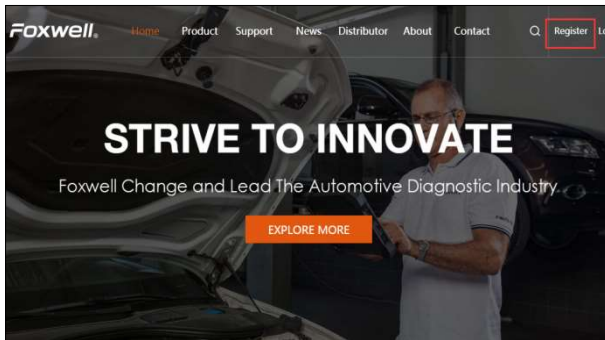 FOXWell®
Home Product Support News Distributor About Contact Register Lo
STRIVE TO INNOVATE
Foxwell Change and Lead The Automotive Diagnostic Industry.
EXPLORE MORE